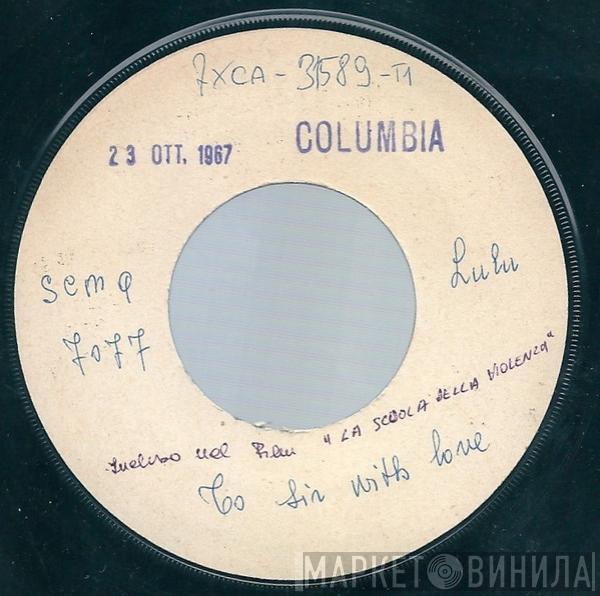 7XCA-31589-T1
23 OTT. 1967 COLUMBIA
SCMQ Lulu
7077
Incluso nel Film "LA SCUOLA DELLA VIOLENZA"
To Sir with love
МАРКЕТ ВИНИЛА